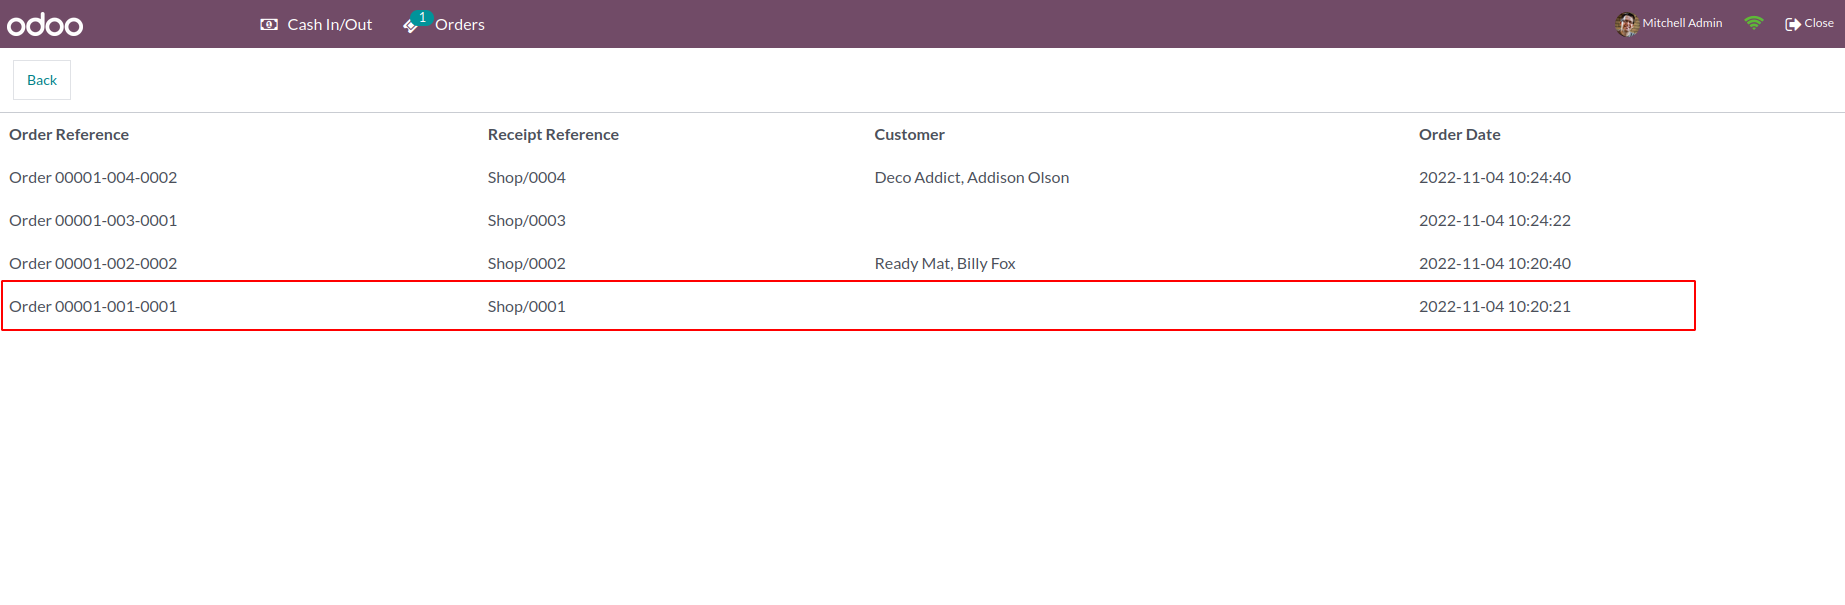 odoo Cash In/Out 1 Orders Mitchell Admin Close
Back
Order Reference Receipt Reference Customer Order Date
Order 00001-004-0002 Shop/0004 Deco Addict, Addison Olson 2022-11-04 10:24:40
Order 00001-003-0001 Shop/0003 2022-11-04 10:24:22
Order 00001-002-0002 Shop/0002 Ready Mat, Billy Fox 2022-11-04 10:20:40
Order 00001-001-0001 Shop/0001 2022-11-04 10:20:21